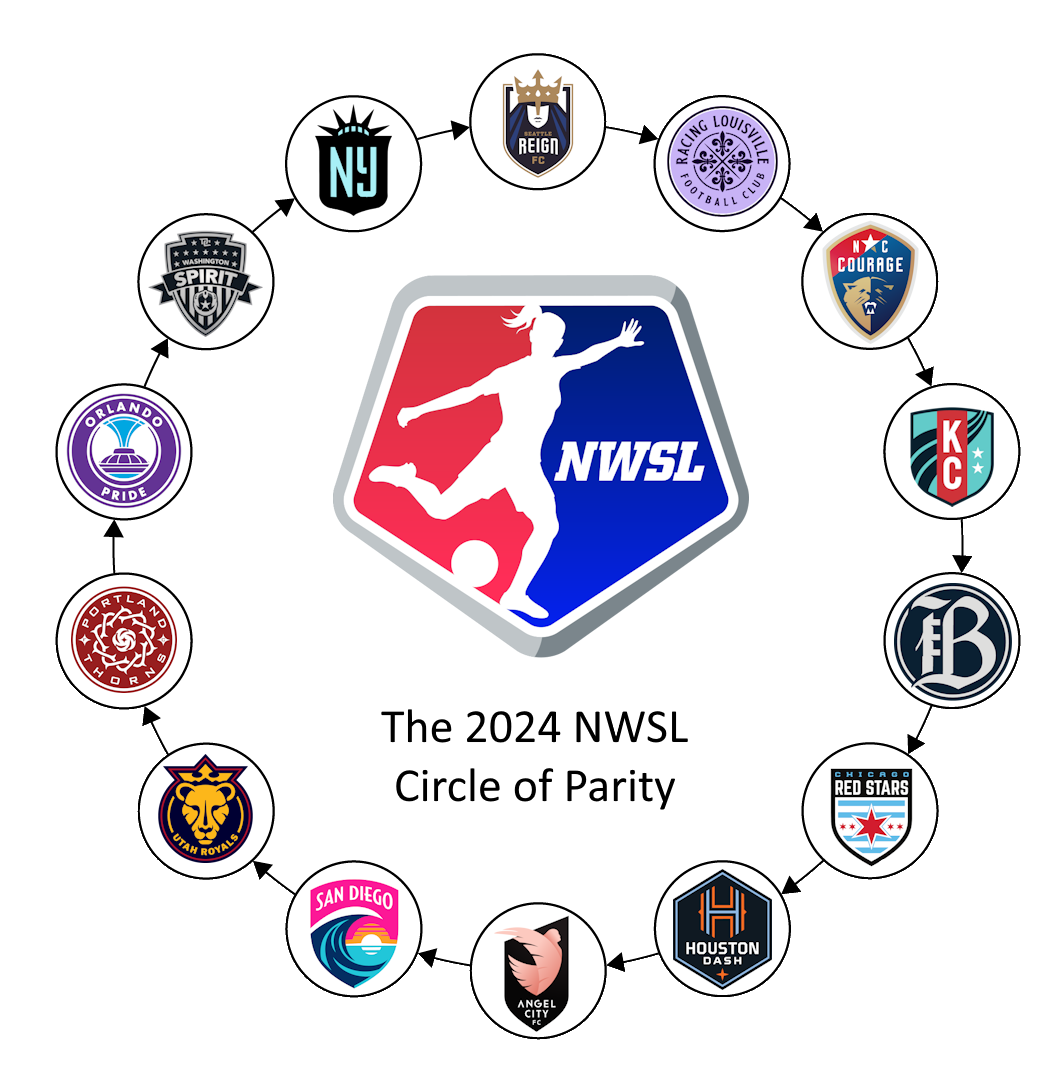 SEATTLE
REIGN
FC
NY
RACING LOUISVILLE
FOOTBALL CLUB
DC
WASHINGTON
SPIRIT
N C
COURAGE
ORLANDO
PRIDE
NWSL
KC
PORTLAND
THORNS
B
The 2024 NWSL
Circle of Parity
UTAH ROYALS
CHICAGO
RED STARS
SAN DIEGO
ANGEL
CITY
FC
H
HOUSTON
DASH